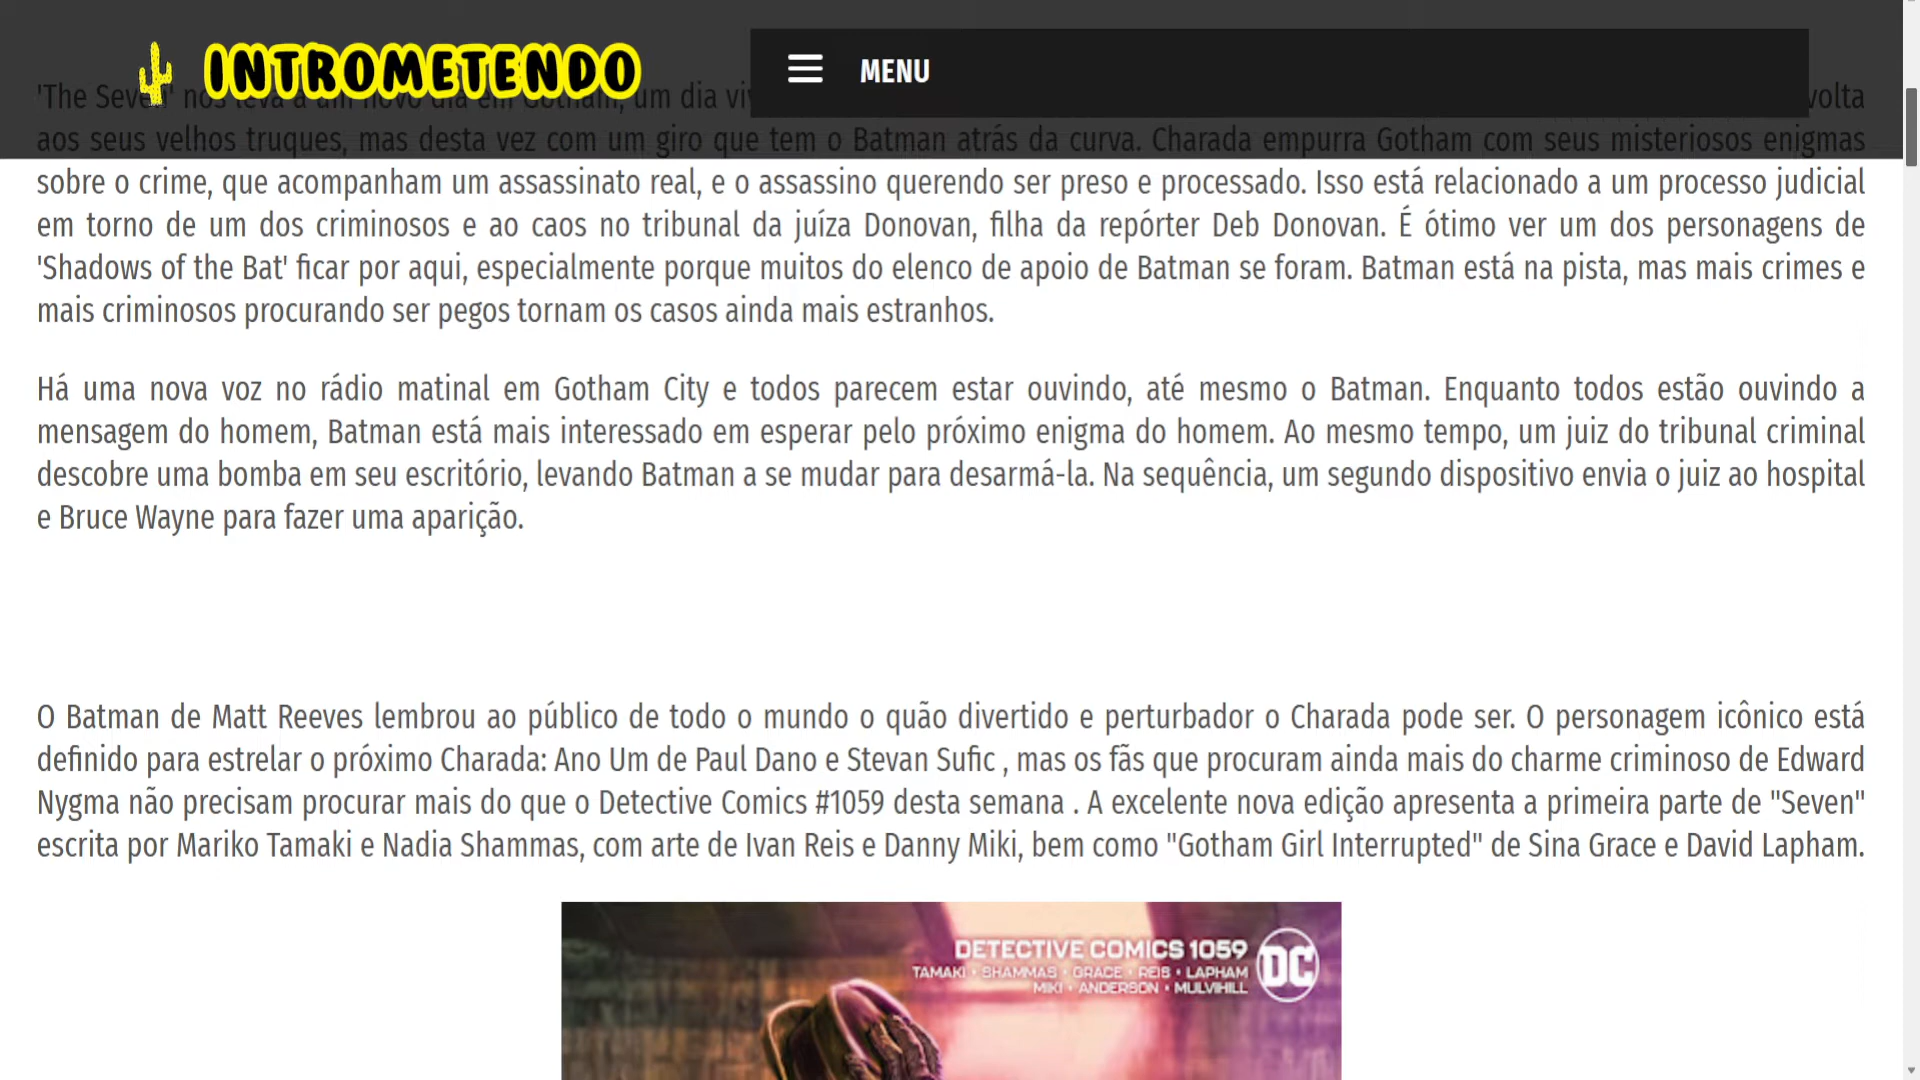 INTROMETENDO
MENU
'The Seven' nos leva a um novo dia em Gotham, um dia
volta
aos seus velhos truques, mas desta vez com um giro que tem o Batman atrás da curva. Charada empurra Gotham com seus misteriosos enigmas
sobre o crime, que acompanham um assassinato real, e o assassino querendo ser preso e processado. Isso está relacionado a um processo judicial
em torno de um dos criminosos e ao caos no tribunal da juíza Donovan, filha da repórter Deb Donovan. É ótimo ver um dos personagens de
'Shadows of the Bat' ficar por aqui, especialmente porque muitos do elenco de apoio de Batman se foram. Batman está na pista, mas mais crimes e
mais criminosos procurando ser pegos tornam os casos ainda mais estranhos.
Há uma nova voz no rádio matinal em Gotham City e todos parecem estar ouvindo, até mesmo o Batman. Enquanto todos estão ouvindo a
mensagem do homem, Batman está mais interessado em esperar pelo próximo enigma do homem. Ao mesmo tempo, um juiz do tribunal criminal
descobre uma bomba em seu escritório, levando Batman a se mudar para desarmá-la. Na sequência, um segundo dispositivo envia o juiz ao hospital
e Bruce Wayne para fazer uma aparição.
O Batman de Matt Reeves lembrou ao público de todo o mundo o quão divertido e perturbador o Charada pode ser. O personagem icônico está
definido para estrelar o próximo Charada: Ano Um de Paul Dano e Stevan Sufic , mas os fãs que procuram ainda mais do charme criminoso de Edward
Nygma não precisam procurar mais do que o Detective Comics #1059 desta semana . A excelente nova edição apresenta a primeira parte de "Seven"
escrita por Mariko Tamaki e Nadia Shammas, com arte de Ivan Reis e Danny Miki, bem como "Gotham Girl Interrupted" de Sina Grace e David Lapham.
DETECTIVE COMICS 1059
TAMAKI • SHAMMAS • GRACE • REIS • LAPHAM
MIKI • ANDERSON • MULVIHILL
DC